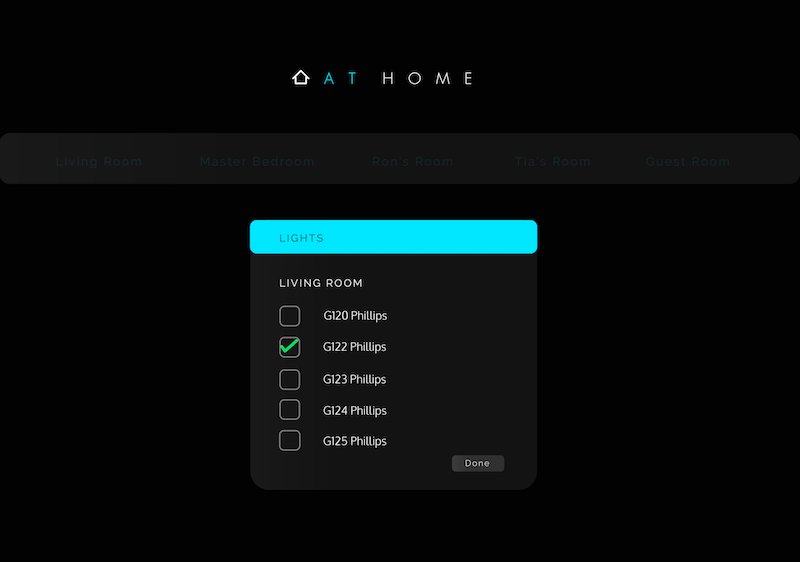 AT HOME
Living Room Master Bedroom Ron's Room Tia's Room Guest Room
LIGHTS
LIVING ROOM
G120 Phillips
G122 Phillips
G123 Phillips
G124 Phillips
G125 Phillips
Done